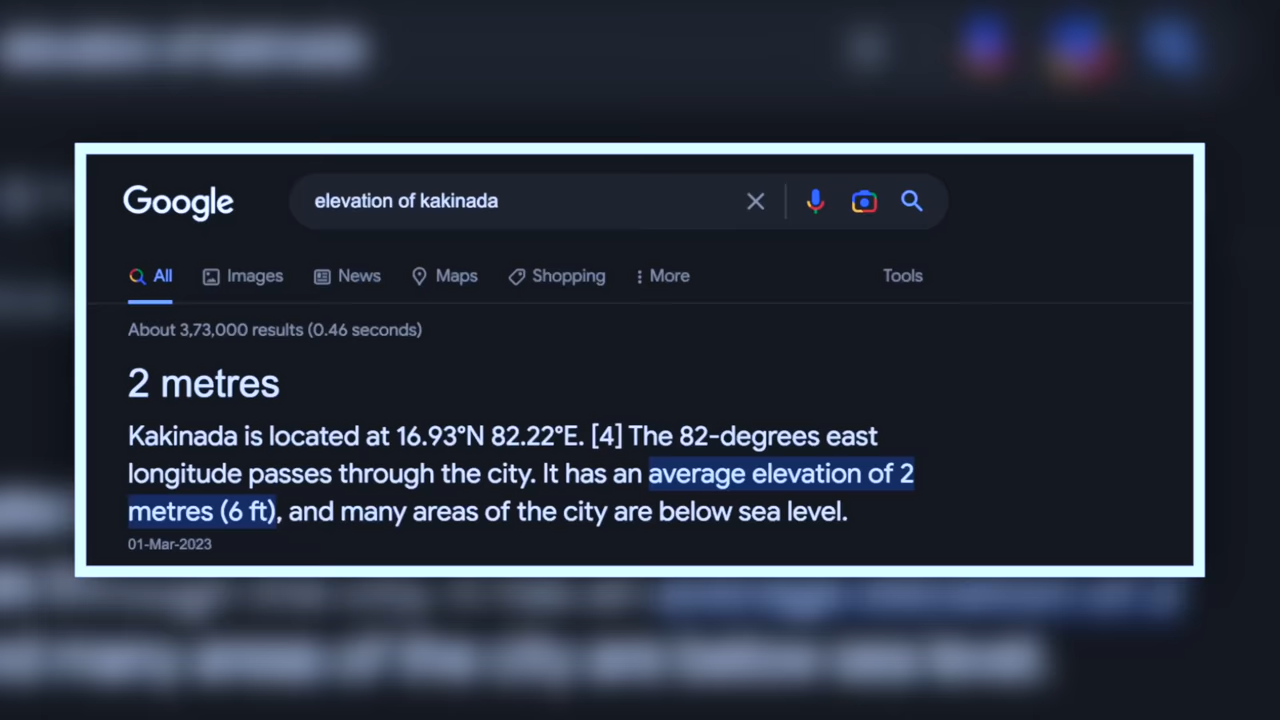 Google
elevation of kakinada
All Images News Maps Shopping More Tools
About 3,73,000 results (0.46 seconds)
2 metres
Kakinada is located at 16.93°N 82.22°E. [4] The 82-degrees east
longitude passes through the city. It has an average elevation of 2
metres (6 ft), and many areas of the city are below sea level.
01-Mar-2023